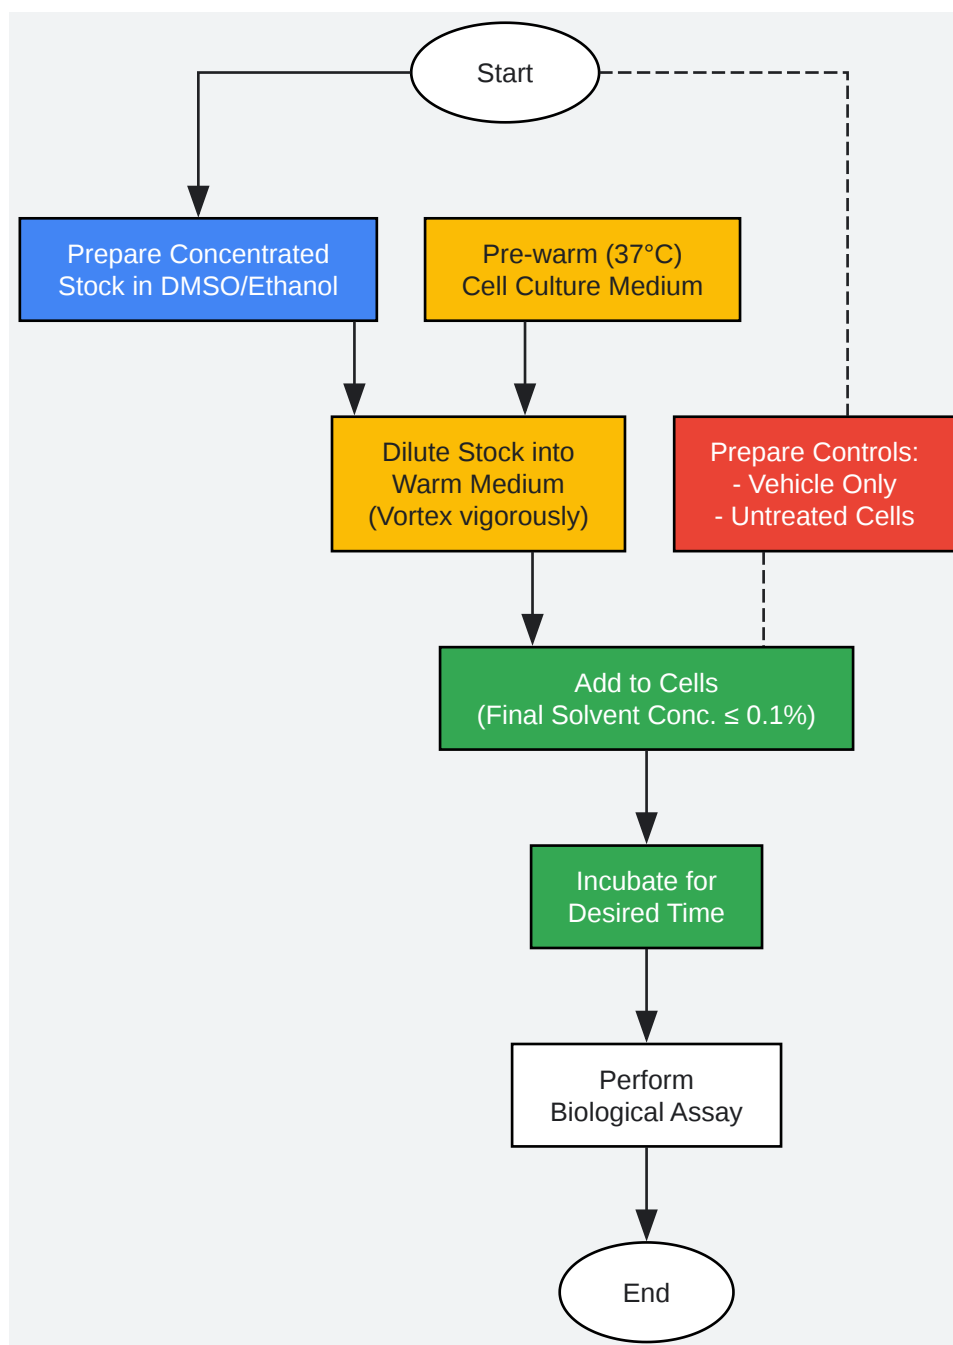 Start
Prepare Concentrated
Stock in DMSO/Ethanol
Pre-warm (37°C)
Cell Culture Medium
Dilute Stock into
Warm Medium
(Vortex vigorously)
Prepare Controls:
- Vehicle Only
- Untreated Cells
Add to Cells
(Final Solvent Conc. ≤ 0.1%)
Incubate for
Desired Time
Perform
Biological Assay
End